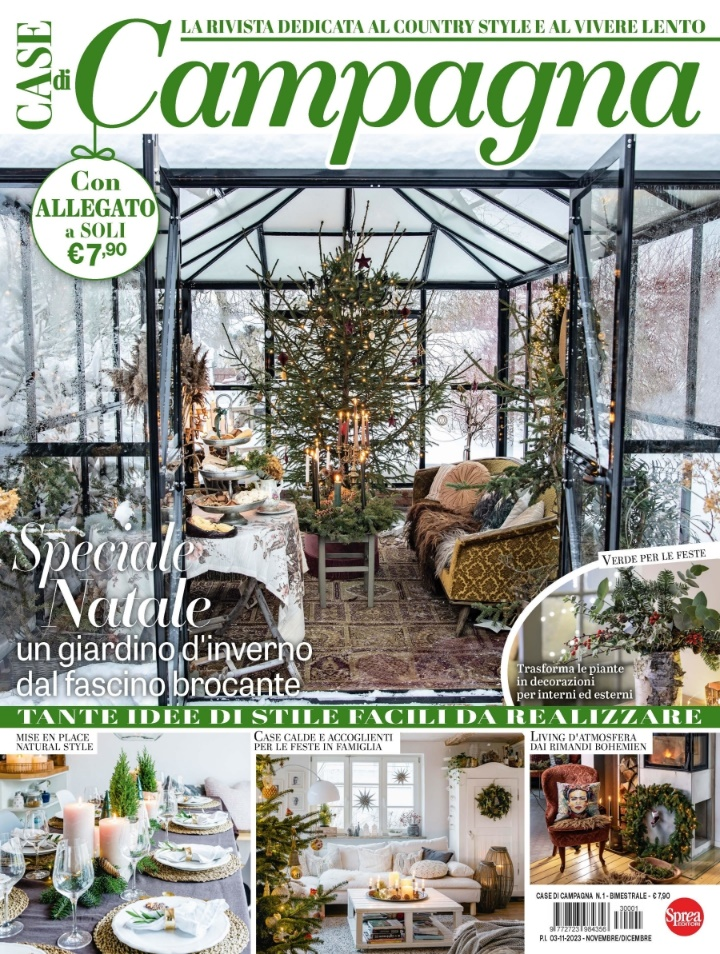 LA RIVISTA DEDICATA AL COUNTRY STYLE E AL VIVERE LENTO
CASE
di
Campagna
Con
ALLEGATO
a SOLI
€7,90
Speciale
Natale
un giardino d'inverno
dal fascino brocante
VERDE PER LE FESTE
Trasforma le piante
in decorazioni
per interni ed esterni
TANTE IDEE DI STILE FACILI DA REALIZZARE
MISE EN PLACE
NATURAL STYLE
CASE CALDE E ACCOGLIENTI
PER LE FESTE IN FAMIGLIA
LIVING D'ATMOSFERA
DAI RIMANDI BOHEMIEN
CASE DI CAMPAGNA N.1 - BIMESTRALE - € 7,90
30001
9 772723 984356
P.I. 03-11-2023 - NOVEMBRE/DICEMBRE
Sprea
EDITORI